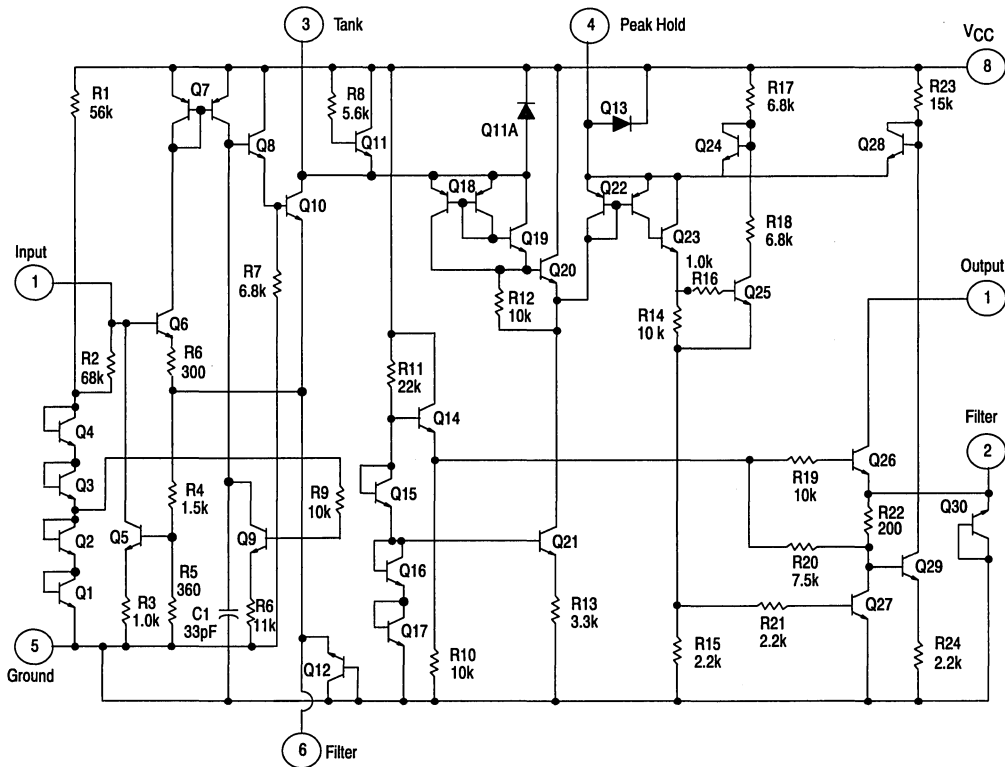 3 Tank
4 Peak Hold
VCC
8
R1
56k
Q7
R8
5.6k
Q11A
Q13
R17
6.8k
R23
15k
Q8
Q11
Q24
Q28
Q10
Q18
Q22
Q19
Q23
R18
6.8k
Input
1
R7
6.8k
Q20
1.0k
R16
Q25
Output
1
R12
10k
R14
10 k
Q6
R2
68k
R6
300
R11
22k
Q14
Q4
Filter
2
Q3
R9
10k
R19
10k
Q26
Q15
R4
1.5k
R22
200
Q30
Q2
Q5
Q9
Q21
R20
7.5k
Q29
Q16
Q1
R5
360
Q27
R3
1.0k
C1
33pF
R6
11k
Q17
R13
3.3k
R21
2.2k
5
Ground
Q12
R10
10k
R15
2.2k
R24
2.2k
6 Filter